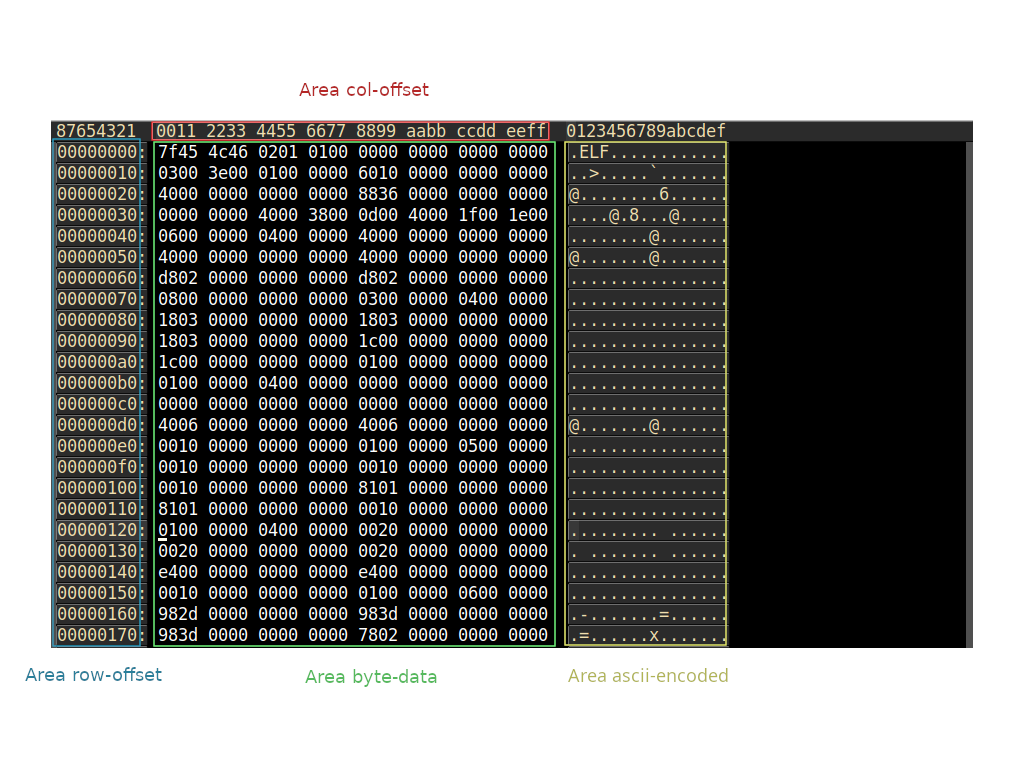 Area col-offset
87654321 0011 2233 4455 6677 8899 aabb ccdd eeff 0123456789abcdef
00000000: 7f45 4c46 0201 0100 0000 0000 0000 0000 .ELF............
00000010: 0300 3e00 0100 0000 6010 0000 0000 0000 ..>.....`.......
00000020: 4000 0000 0000 0000 8836 0000 0000 0000 @........6......
00000030: 0000 0000 4000 3800 0d00 4000 1f00 1e00 ....@.8...@.....
00000040: 0600 0000 0400 0000 4000 0000 0000 0000 ........@.......
00000050: 4000 0000 0000 0000 4000 0000 0000 0000 @.......@.......
00000060: d802 0000 0000 0000 d802 0000 0000 0000 ................
00000070: 0800 0000 0000 0000 0300 0000 0400 0000 ................
00000080: 1803 0000 0000 0000 1803 0000 0000 0000 ................
00000090: 1803 0000 0000 0000 1c00 0000 0000 0000 ................
000000a0: 1c00 0000 0000 0000 0100 0000 0000 0000 ................
000000b0: 0100 0000 0400 0000 0000 0000 0000 0000 ................
000000c0: 0000 0000 0000 0000 0000 0000 0000 0000 ................
000000d0: 4006 0000 0000 0000 4006 0000 0000 0000 @.......@.......
000000e0: 0010 0000 0000 0000 0100 0000 0500 0000 ................
000000f0: 0010 0000 0000 0000 0010 0000 0000 0000 ................
00000100: 0010 0000 0000 0000 8101 0000 0000 0000 ................
00000110: 8101 0000 0000 0000 0010 0000 0000 0000 ................
00000120: 0100 0000 0400 0000 0020 0000 0000 0000 ......... ......
00000130: 0020 0000 0000 0000 0020 0000 0000 0000 . ....... ......
00000140: e400 0000 0000 0000 e400 0000 0000 0000 ................
00000150: 0010 0000 0000 0000 0100 0000 0600 0000 ................
00000160: 982d 0000 0000 0000 983d 0000 0000 0000 .-.......=......
00000170: 983d 0000 0000 0000 7802 0000 0000 0000 .=......x.......
Area row-offset Area byte-data Area ascii-encoded